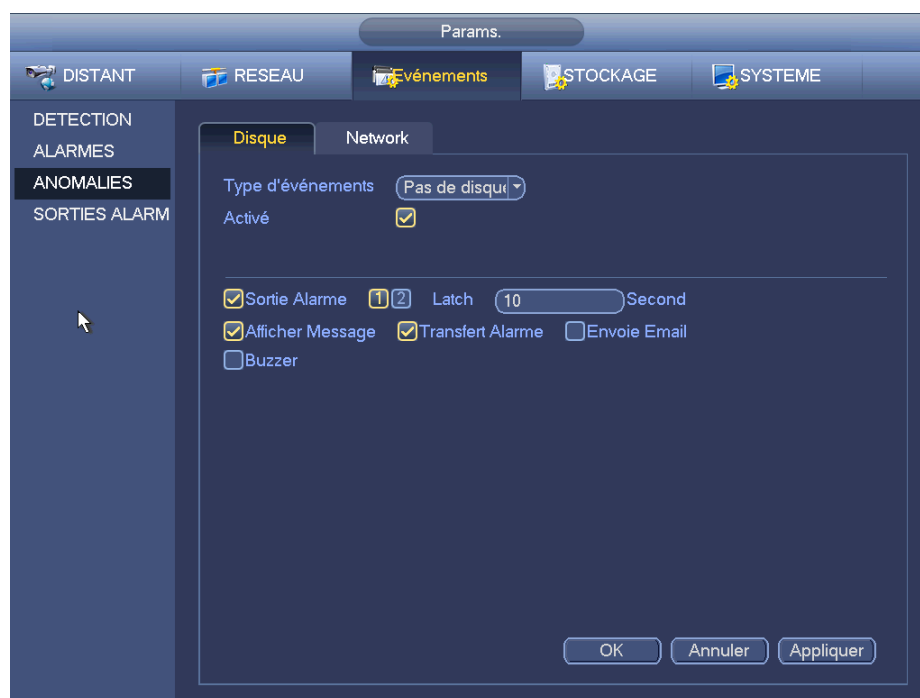 Params.
DISTANT RESEAU Evénements STOCKAGE SYSTEME
DETECTION
ALARMES
ANOMALIES
SORTIES ALARM
Disque Network
Type d'événements Pas de disqu
Activé
Sortie Alarme 1 2 Latch 10 Second
Afficher Message Transfert Alarme Envoie Email
Buzzer
OK Annuler Appliquer